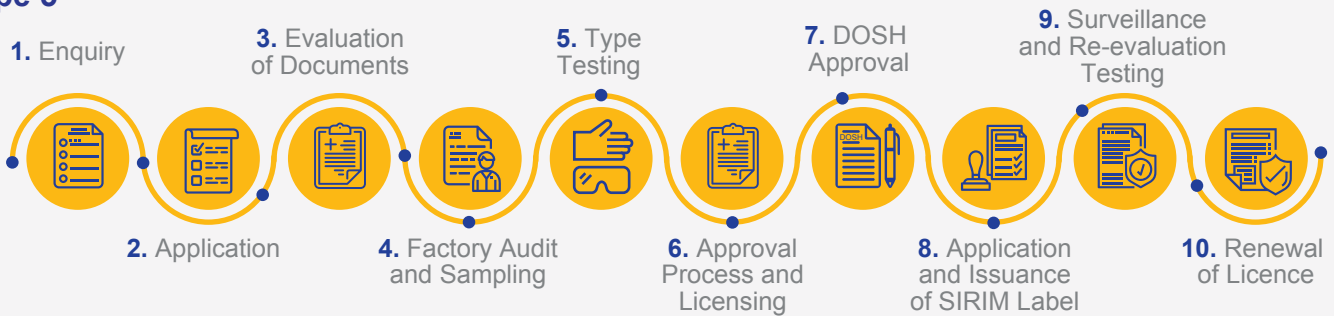 1. Enquiry
2. Application
3. Evaluation
of Documents
4. Factory Audit
and Sampling
5. Type
Testing
6. Approval
Process and
Licensing
7. DOSH
Approval
DOSH
8. Application
and Issuance
of SIRIM Label
9. Surveillance
and Re-evaluation
Testing
10. Renewal
of Licence